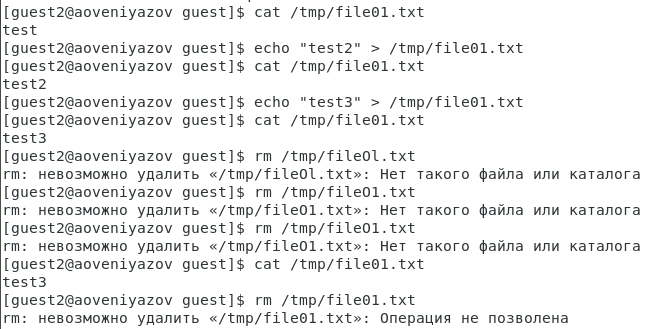 [guest2@aoveniyazov guest]$ cat /tmp/file01.txt
test
[guest2@aoveniyazov guest]$ echo "test2" > /tmp/file01.txt
[guest2@aoveniyazov guest]$ cat /tmp/file01.txt
test2
[guest2@aoveniyazov guest]$ echo "test3" > /tmp/file01.txt
[guest2@aoveniyazov guest]$ cat /tmp/file01.txt
test3
[guest2@aoveniyazov guest]$ rm /tmp/fileOl.txt
rm: невозможно удалить «/tmp/fileOl.txt»: Нет такого файла или каталога
[guest2@aoveniyazov guest]$ rm /tmp/fileO1.txt
rm: невозможно удалить «/tmp/fileO1.txt»: Нет такого файла или каталога
[guest2@aoveniyazov guest]$ rm /tmp/fileO1.txt
rm: невозможно удалить «/tmp/fileO1.txt»: Нет такого файла или каталога
[guest2@aoveniyazov guest]$ cat /tmp/file01.txt
test3
[guest2@aoveniyazov guest]$ rm /tmp/file01.txt
rm: невозможно удалить «/tmp/file01.txt»: Операция не позволена